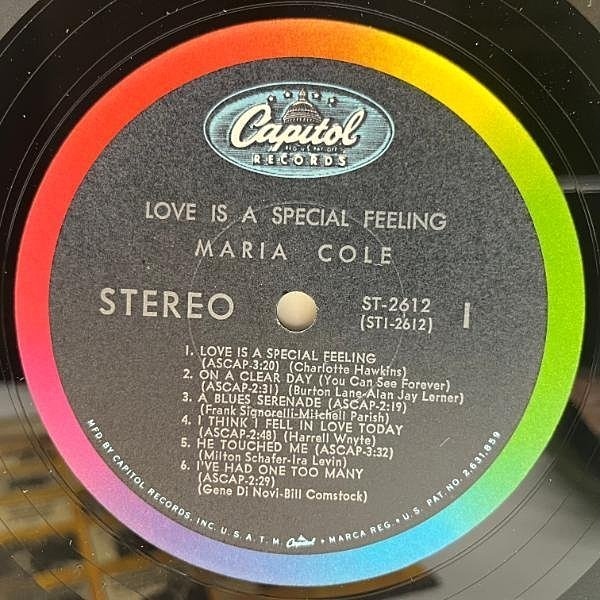 Capitol
RECORDS
LOVE IS A SPECIAL FEELING
MARIA COLE
STEREO
ST-2612
(ST1-2612)
1
1. LOVE IS A SPECIAL FEELING
(ASCAP-3:20) (Charlotte Hawkins)
2. ON A CLEAR DAY (You Can See Forever)
(ASCAP-2:31) (Burton Lane-Alan Jay Lerner)
3. A BLUES SERENADE (ASCAP-2:19)
(Frank Signorelli-Mitchell Parish)
4. I THINK I FELL IN LOVE TODAY
(ASCAP-2:48) (Harrell Wnyte)
5. HE TOUCHED ME (ASCAP-3:32)
(Milton Schafer-Ira Levin)
6. I'VE HAD ONE TOO MANY
(ASCAP-2:29)
(Gene Di Novi-Bill Comstock)
MFD. BY CAPITOL RECORDS, INC. U.S.A. T.M. Capitol • MARCA REG. • U.S. PAT. NO. 2,631,859